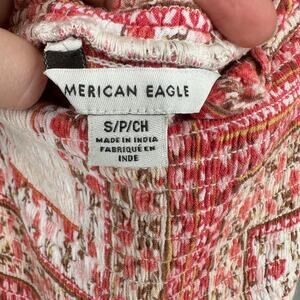 MERICAN EAGLE
S/P/CH
MADE IN INDIA
FABRIQUÉ EN
INDE